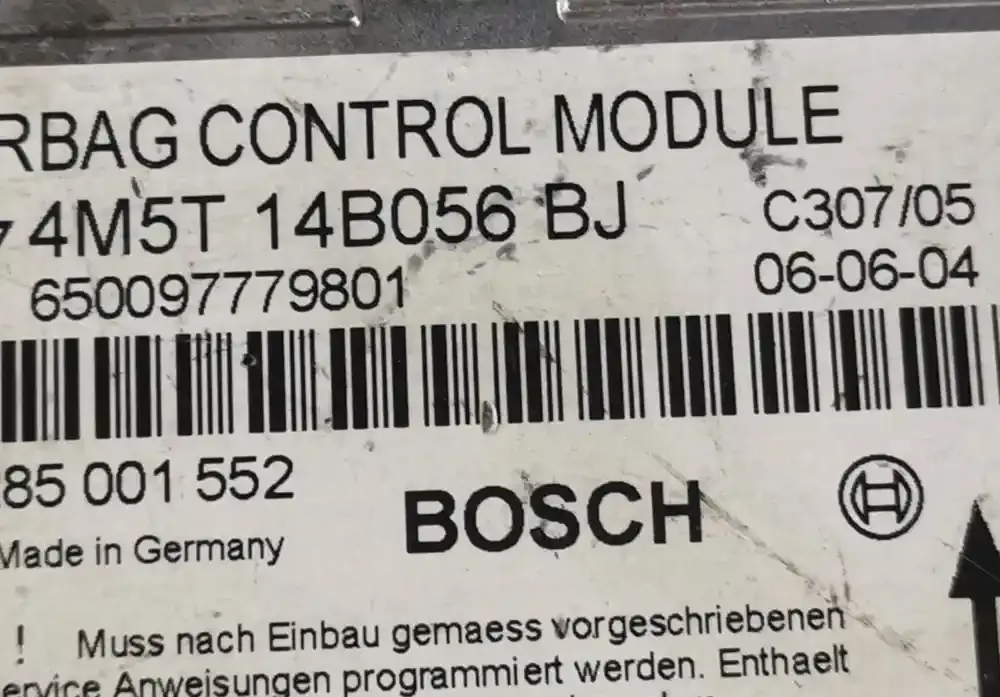 RBAG CONTROL MODULE
4M5T 14B056 BJ
C307/05
650097779801
06-06-04
85 001 552
BOSCH
Made in Germany
! Muss nach Einbau gemaess vorgeschriebenen
ervice Anweisungen programmiert werden. Enthaelt